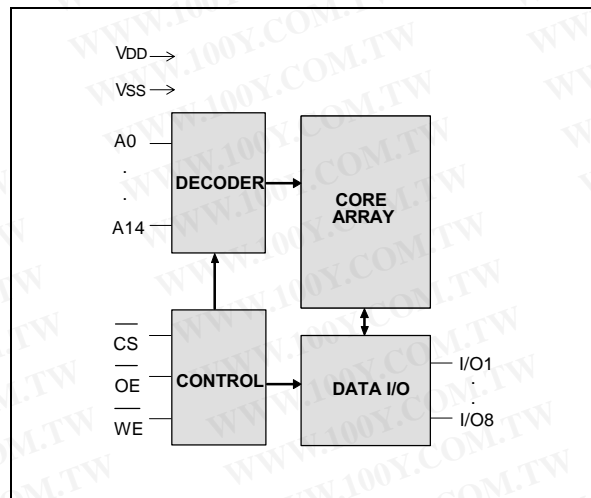 VDD
VSS
A0
.
.
A14
DECODER
CORE
ARRAY
CS
OE
WE
CONTROL
DATA I/O
I/O1
.
.
I/O8
WWW.100Y.COM.TW